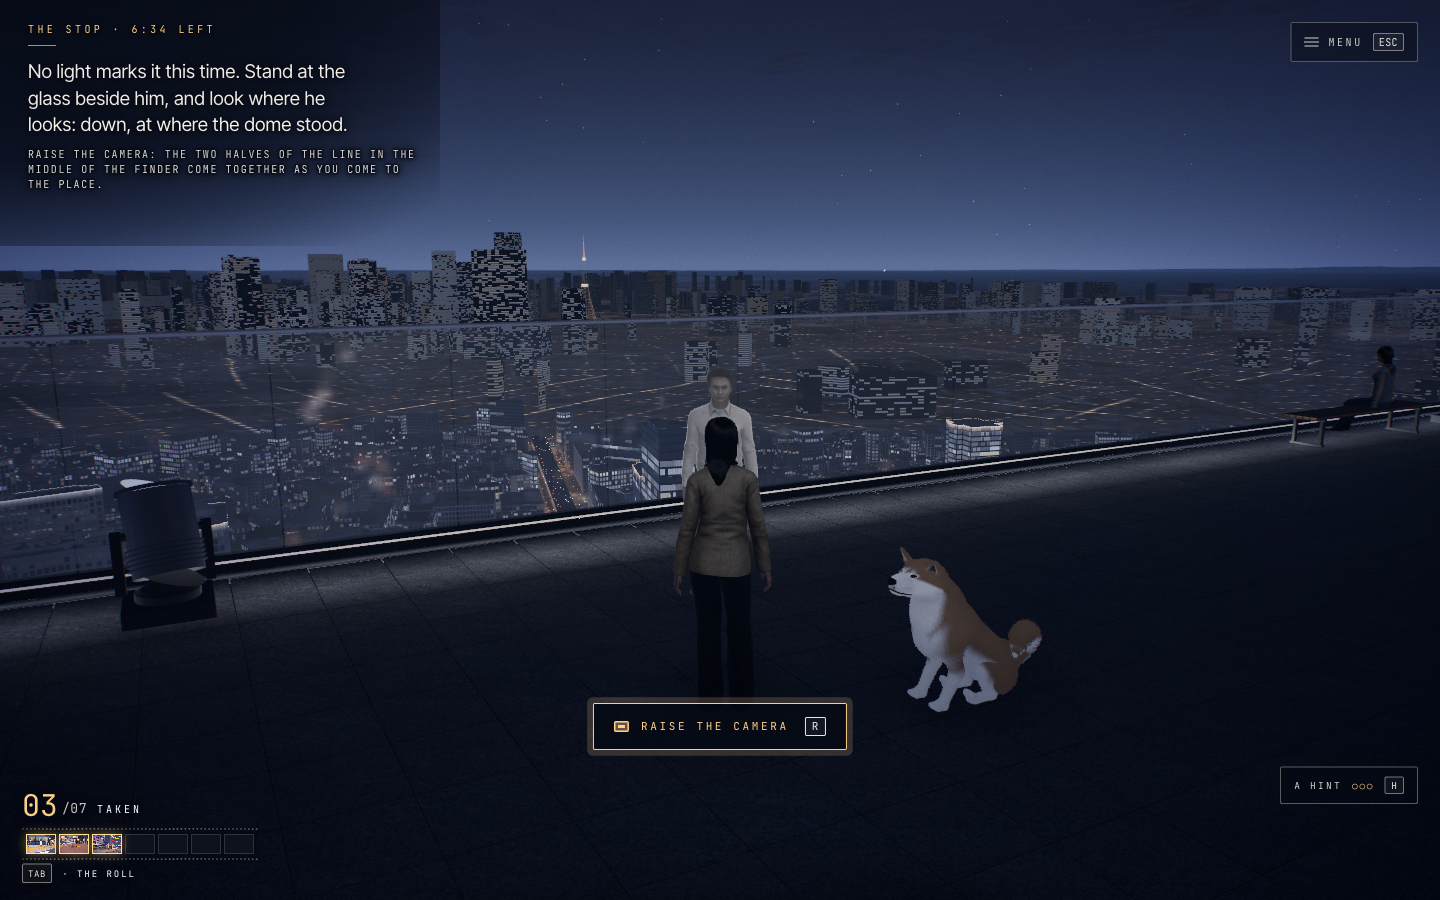 THE STOP · 6:34 LEFT
No light marks it this time. Stand at the
glass beside him, and look where he
looks: down, at where the dome stood.
RAISE THE CAMERA: THE TWO HALVES OF THE LINE IN THE
MIDDLE OF THE FINDER COME TOGETHER AS YOU COME TO
THE PLACE.
MENU ESC
RAISE THE CAMERA R
A HINT ○○○ H
03 /07 TAKEN
TAB · THE ROLL